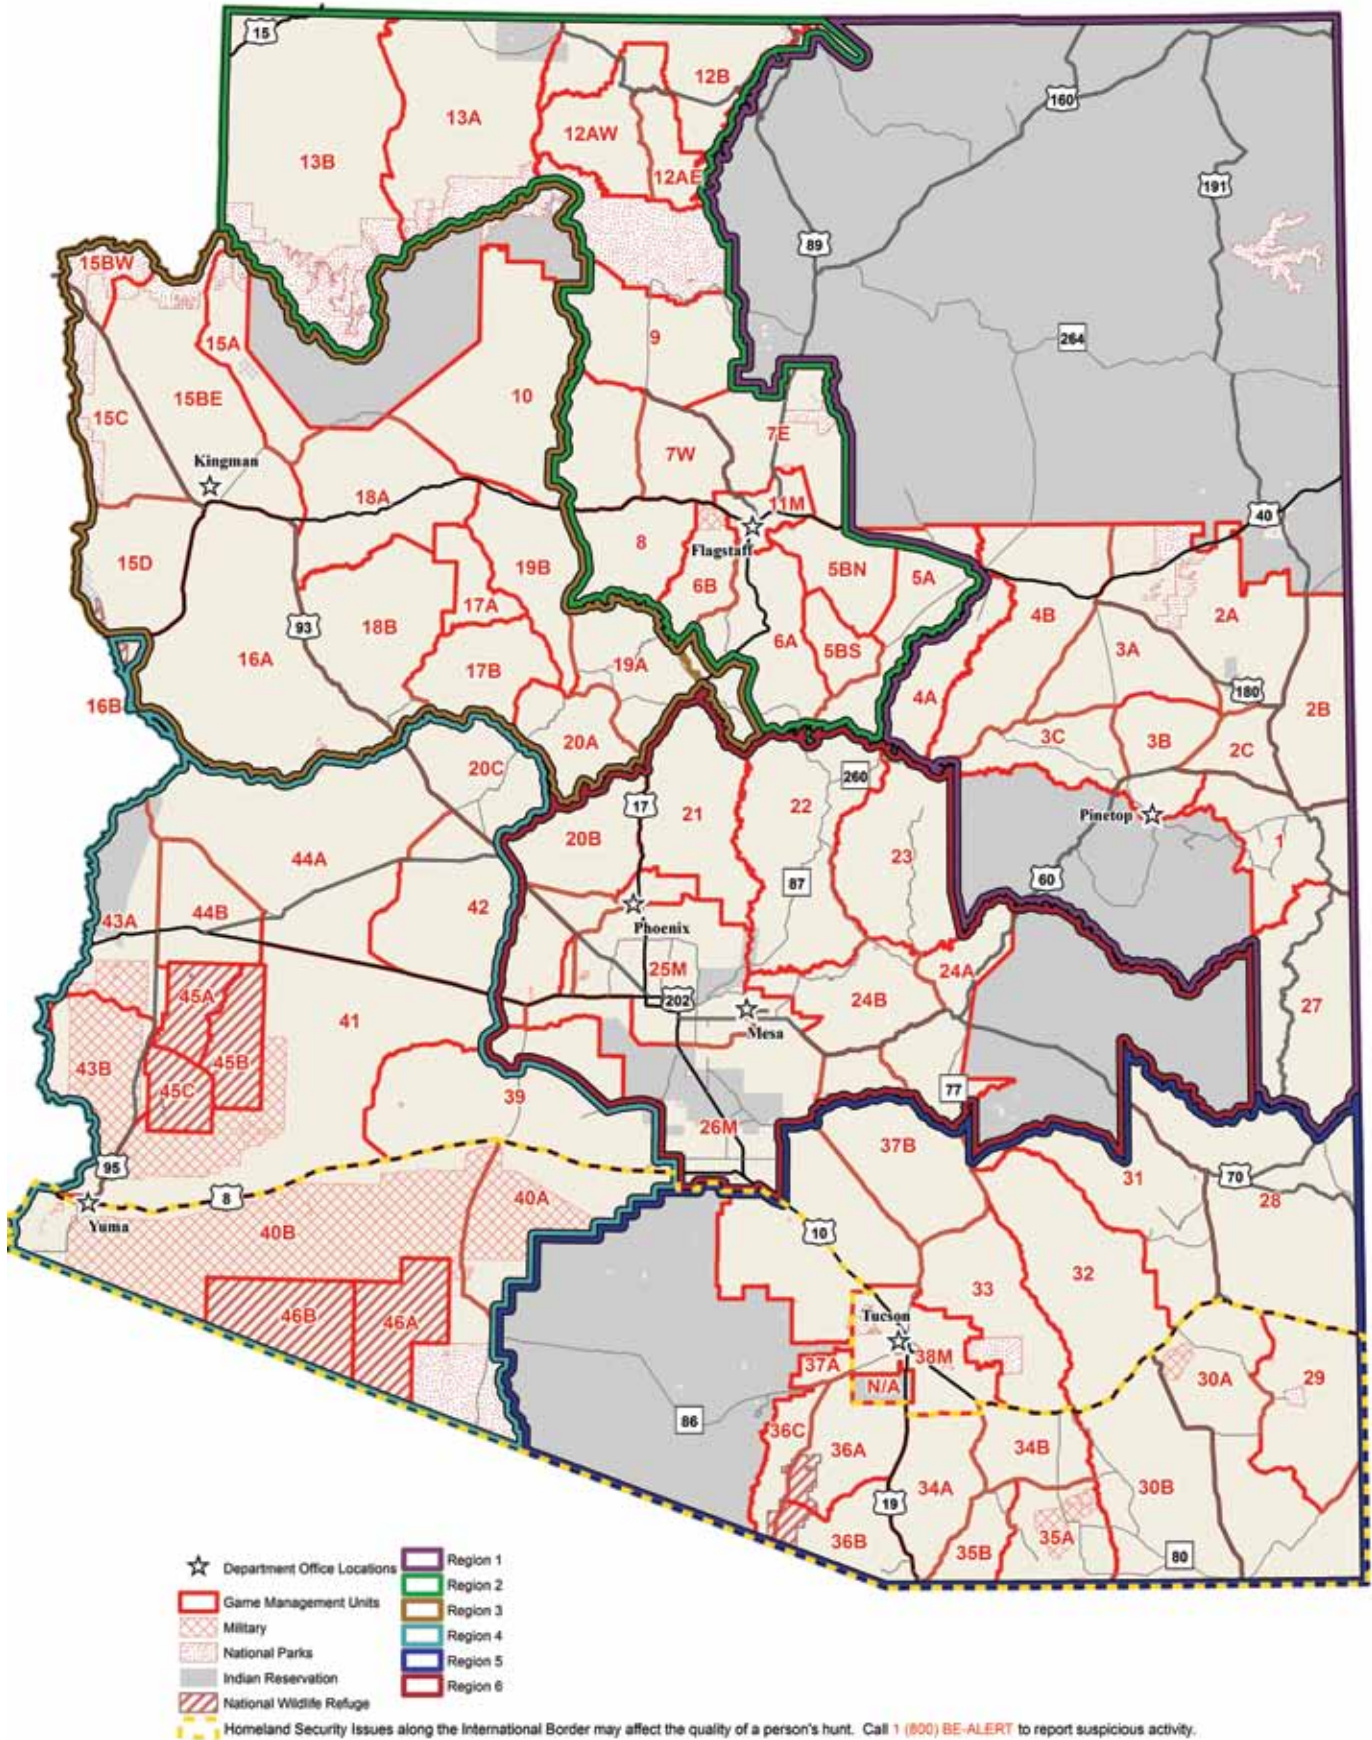 15
12B
13A
12AW
160
13B
12AE
191
89
15BW
9
264
15A
10
15BE
15C
7E
7W
Kingman
18A
11M
40
8
Flagstaff
19B
5BN
5A
15D
6B
17A
4B
2A
93
18B
6A
3A
16A
5BS
19A
17B
180
16B
4A
2B
3C
3B
20A
2C
20C
260
17
21
22
Pinetop
20B
1
44A
23
87
60
42
44B
43A
Phoenix
25M
24A
45A
202
24B
27
Mesa
41
45B
43B
45C
77
39
26M
37B
95
31
70
8
40A
28
Yuma
40B
10
32
33
46B
Tucson
46A
38M
37A
30A
29
N/A
86
36C
36A
34B
34A
30B
19
36B
35B
35A
80
Department Office Locations
Game Management Units
Military
National Parks
Indian Reservation
National Wildlife Refuge
Region 1
Region 2
Region 3
Region 4
Region 5
Region 6
Homeland Security Issues along the International Border may affect the quality of a person's hunt. Call 1 (800) BE-ALERT to report suspicious activity.